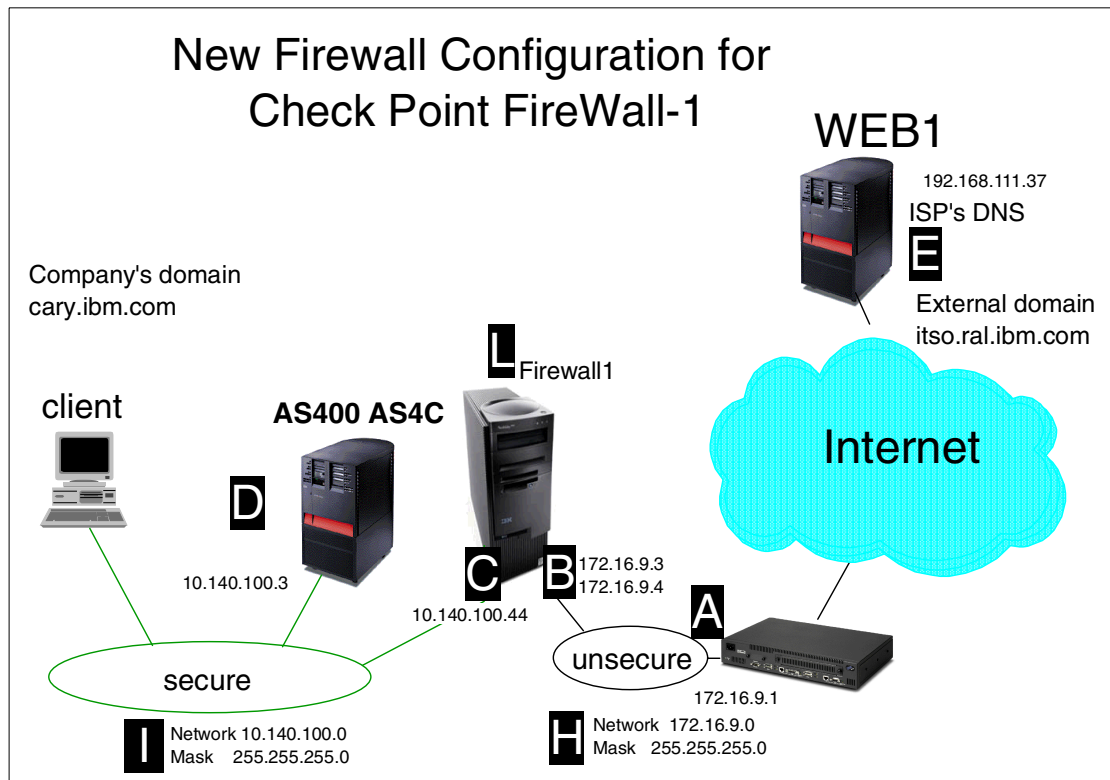 New Firewall Configuration for
Check Point FireWall-1
WEB1
192.168.111.37
ISP's DNS
E
External domain
itso.ral.ibm.com
Company's domain
cary.ibm.com
L
Firewall1
client
AS400 AS4C
D
10.140.100.3
C
10.140.100.44
B
172.16.9.3
172.16.9.4
Internet
A
172.16.9.1
secure
unsecure
I
Network 10.140.100.0
Mask 255.255.255.0
H
Network 172.16.9.0
Mask 255.255.255.0